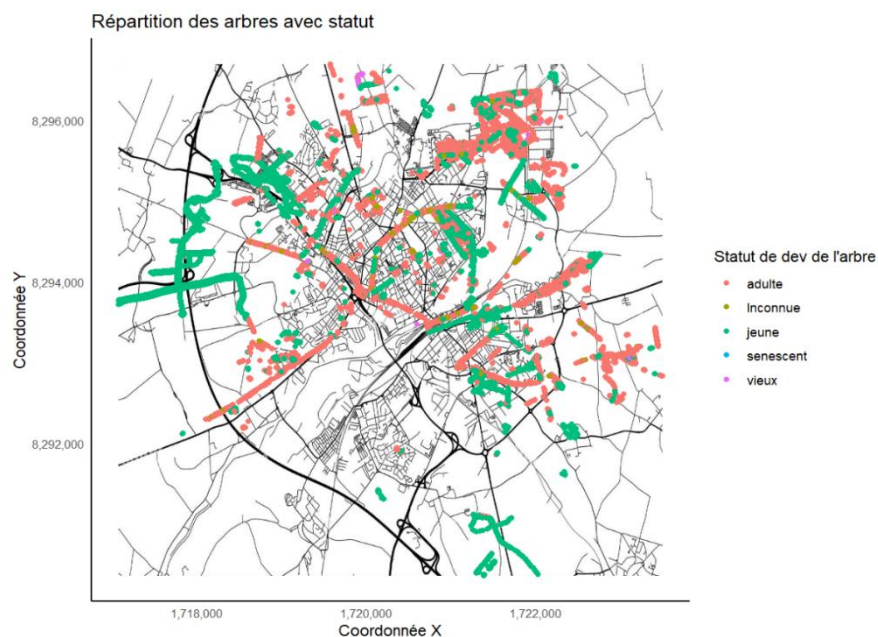 Répartition des arbres avec statut
Coordonnée Y
8,296,000
8,294,000
8,292,000
1,718,000
1,720,000
1,722,000
Coordonnée X
Statut de dev de l'arbre
adulte
Inconnue
jeune
senescent
vieux